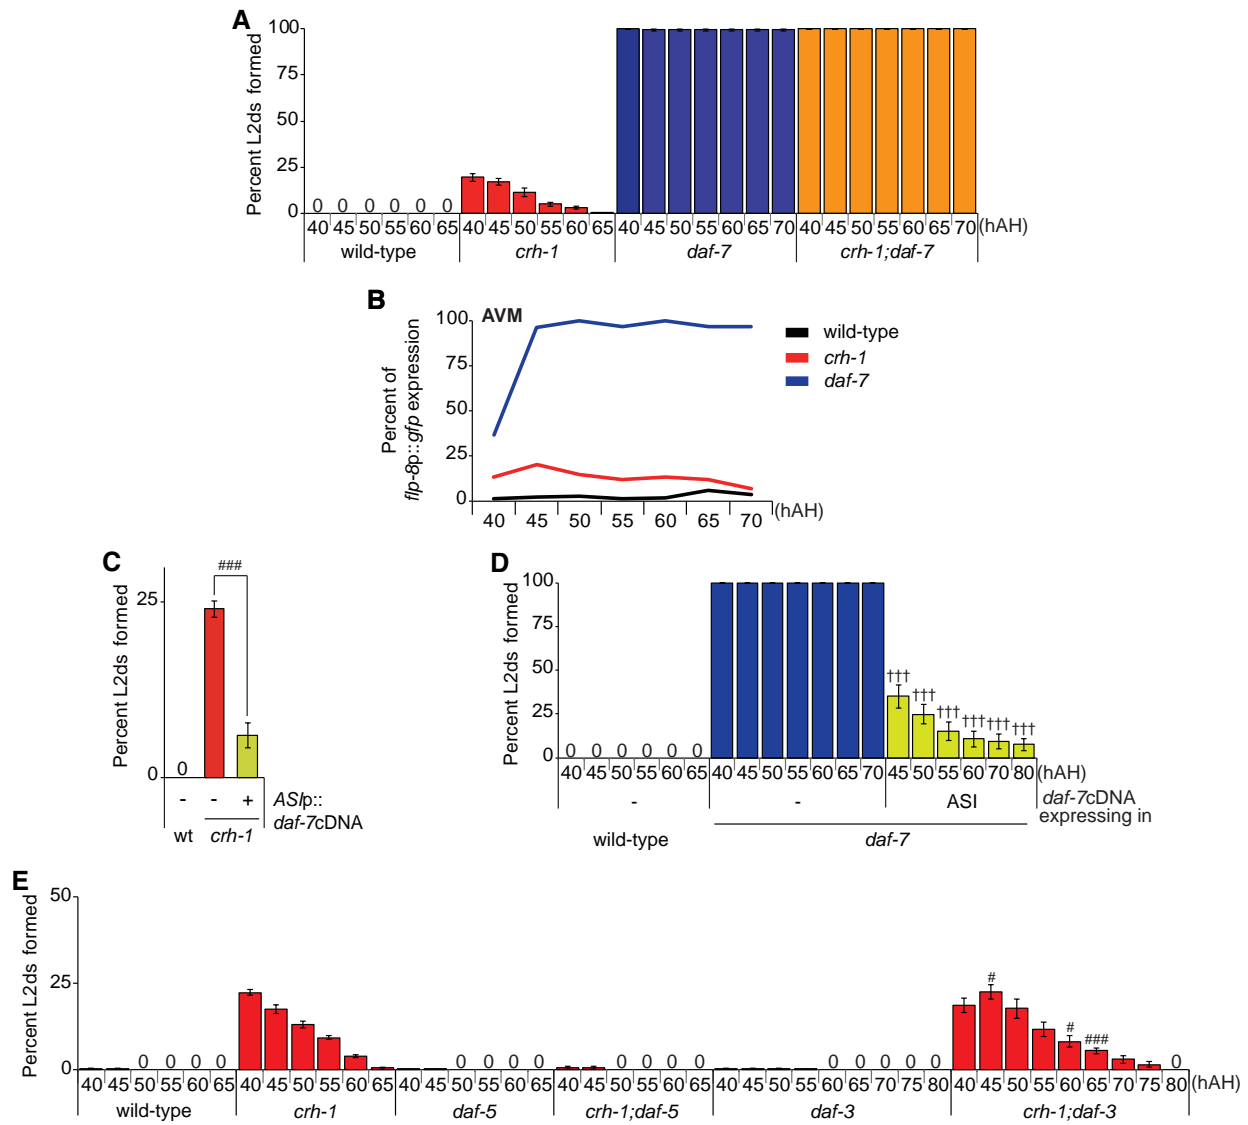 A
Percent L2ds formed
100
75
50
25
0
0 0 0 0 0 0
40 45 50 55 60 65 40 45 50 55 60 65 40 45 50 55 60 65 70 40 45 50 55 60 65 70 (hAH)
wild-type crh-1 daf-7 crh-1;daf-7
B
AVM
Percent of
flp-8p::gfp expression
100
75
50
25
0
40 45 50 55 60 65 70 (hAH)
wild-type
crh-1
daf-7
C
Percent L2ds formed
###
25
0
0
- - + ASIp::
daf-7cDNA
wt crh-1
D
Percent L2ds formed
100
75
50
25
0
0 0 0 0 0 0
††† ††† ††† ††† ††† †††
40 45 50 55 60 65 40 45 50 55 60 65 70 45 50 55 60 70 80 (hAH)
- - ASI daf-7cDNA
expressing in
wild-type daf-7
E
Percent L2ds formed
50
25
0
0 0 0 0 0 0 0 0 0 0 0 0 0 0 0 0 0 # # ### 0
40 45 50 55 60 65 40 45 50 55 60 65 40 45 50 55 60 65 40 45 50 55 60 65 40 45 50 55 60 65 70 75 80 40 45 50 55 60 65 70 75 80 (hAH)
wild-type crh-1 daf-5 crh-1;daf-5 daf-3 crh-1;daf-3